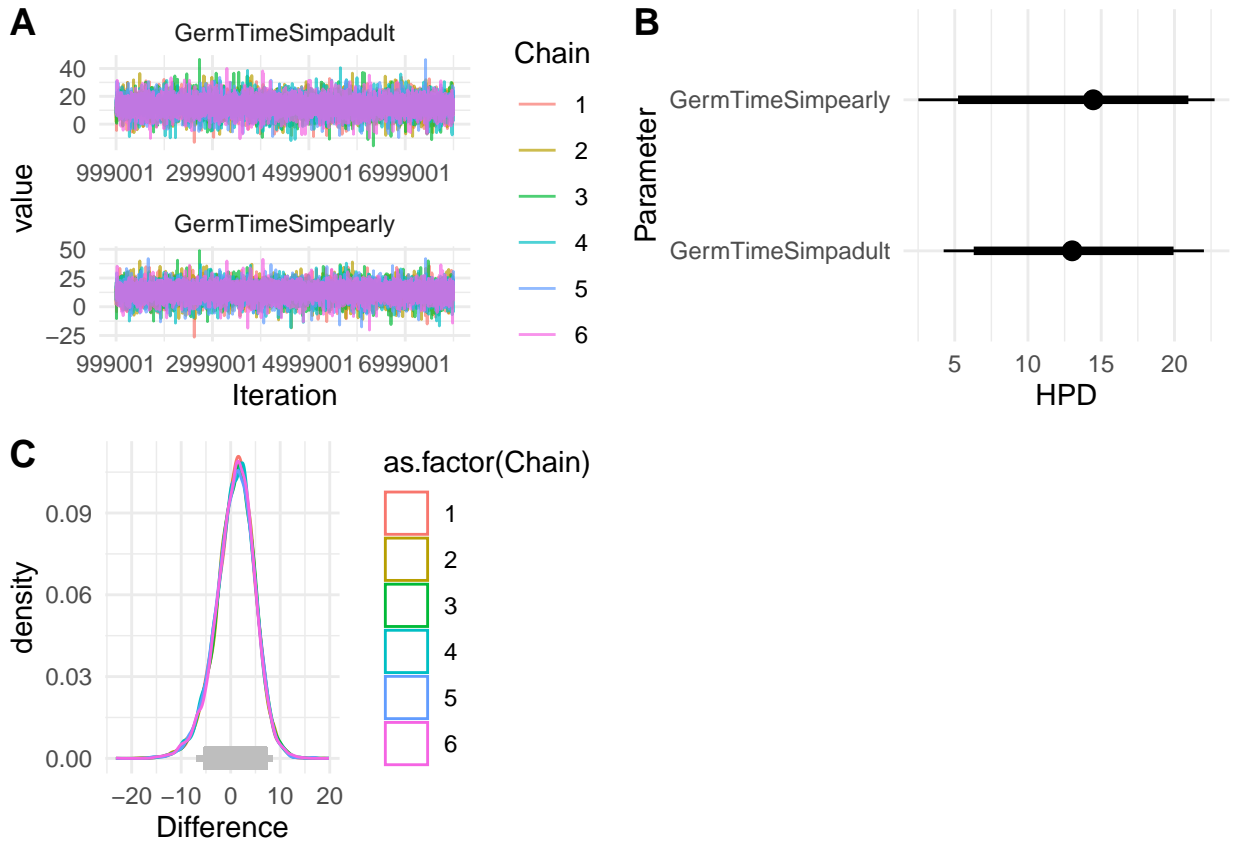 A
GermTimeSimpadult
40
20
0
999001 2999001 4999001 6999001
GermTimeSimpearly
50
25
0
−25
999001 2999001 4999001 6999001
value
Iteration
Chain
1
2
3
4
5
6
B
GermTimeSimpearly
GermTimeSimpadult
Parameter
5 10 15 20
HPD
C
0.09
0.06
0.03
0.00
density
−20 −10 0 10 20
Difference
as.factor(Chain)
1
2
3
4
5
6